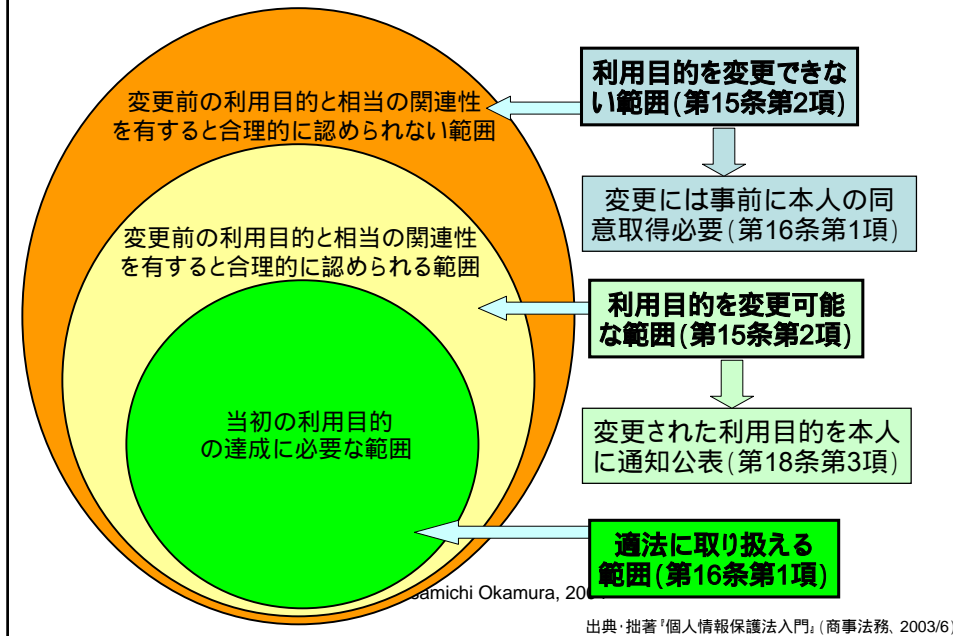 変更前の利用目的と相当の関連性
を有すると合理的に認められない範囲
変更前の利用目的と相当の関連性
を有すると合理的に認められる範囲
当初の利用目的
の達成に必要な範囲
利用目的を変更できな
い範囲(第15条第2項)
変更には事前に本人の同
意取得必要(第16条第1項)
利用目的を変更可能
な範囲(第15条第2項)
変更された利用目的を本人
に通知公表(第18条第3項)
適法に取り扱える
範囲(第16条第1項)
samichi Okamura,
出典・拙著『個人情報保護法入門』(商事法務, 2003/6)